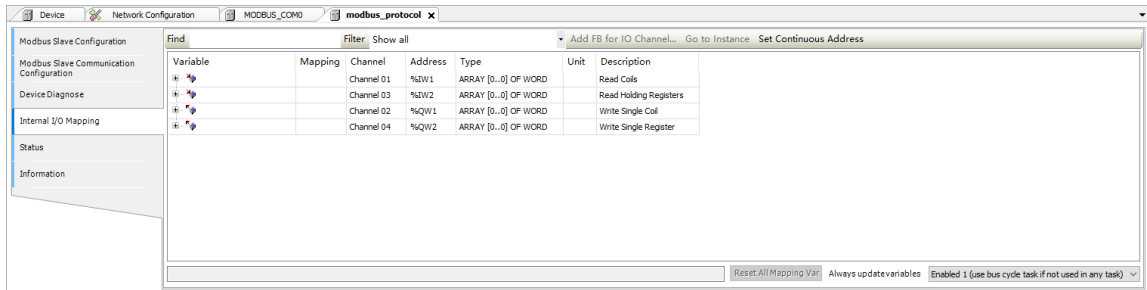 Device Network Configuration MODBUS_COM0 modbus_protocol
Modbus Slave Configuration
Modbus Slave Communication
Configuration
Device Diagnose
Internal I/O Mapping
Status
Information
Find Filter Show all Add FB for IO Channel... Go to Instance Set Continuous Address
Variable Mapping Channel Address Type Unit Description
Channel 01 %IW1 ARRAY [0..0] OF WORD Read Coils
Channel 03 %IW2 ARRAY [0..0] OF WORD Read Holding Registers
Channel 02 %QW1 ARRAY [0..0] OF WORD Write Single Coil
Channel 04 %QW2 ARRAY [0..0] OF WORD Write Single Register
Reset All Mapping Var Always updatevariables Enabled 1 (use bus cycle task if not used in any task)